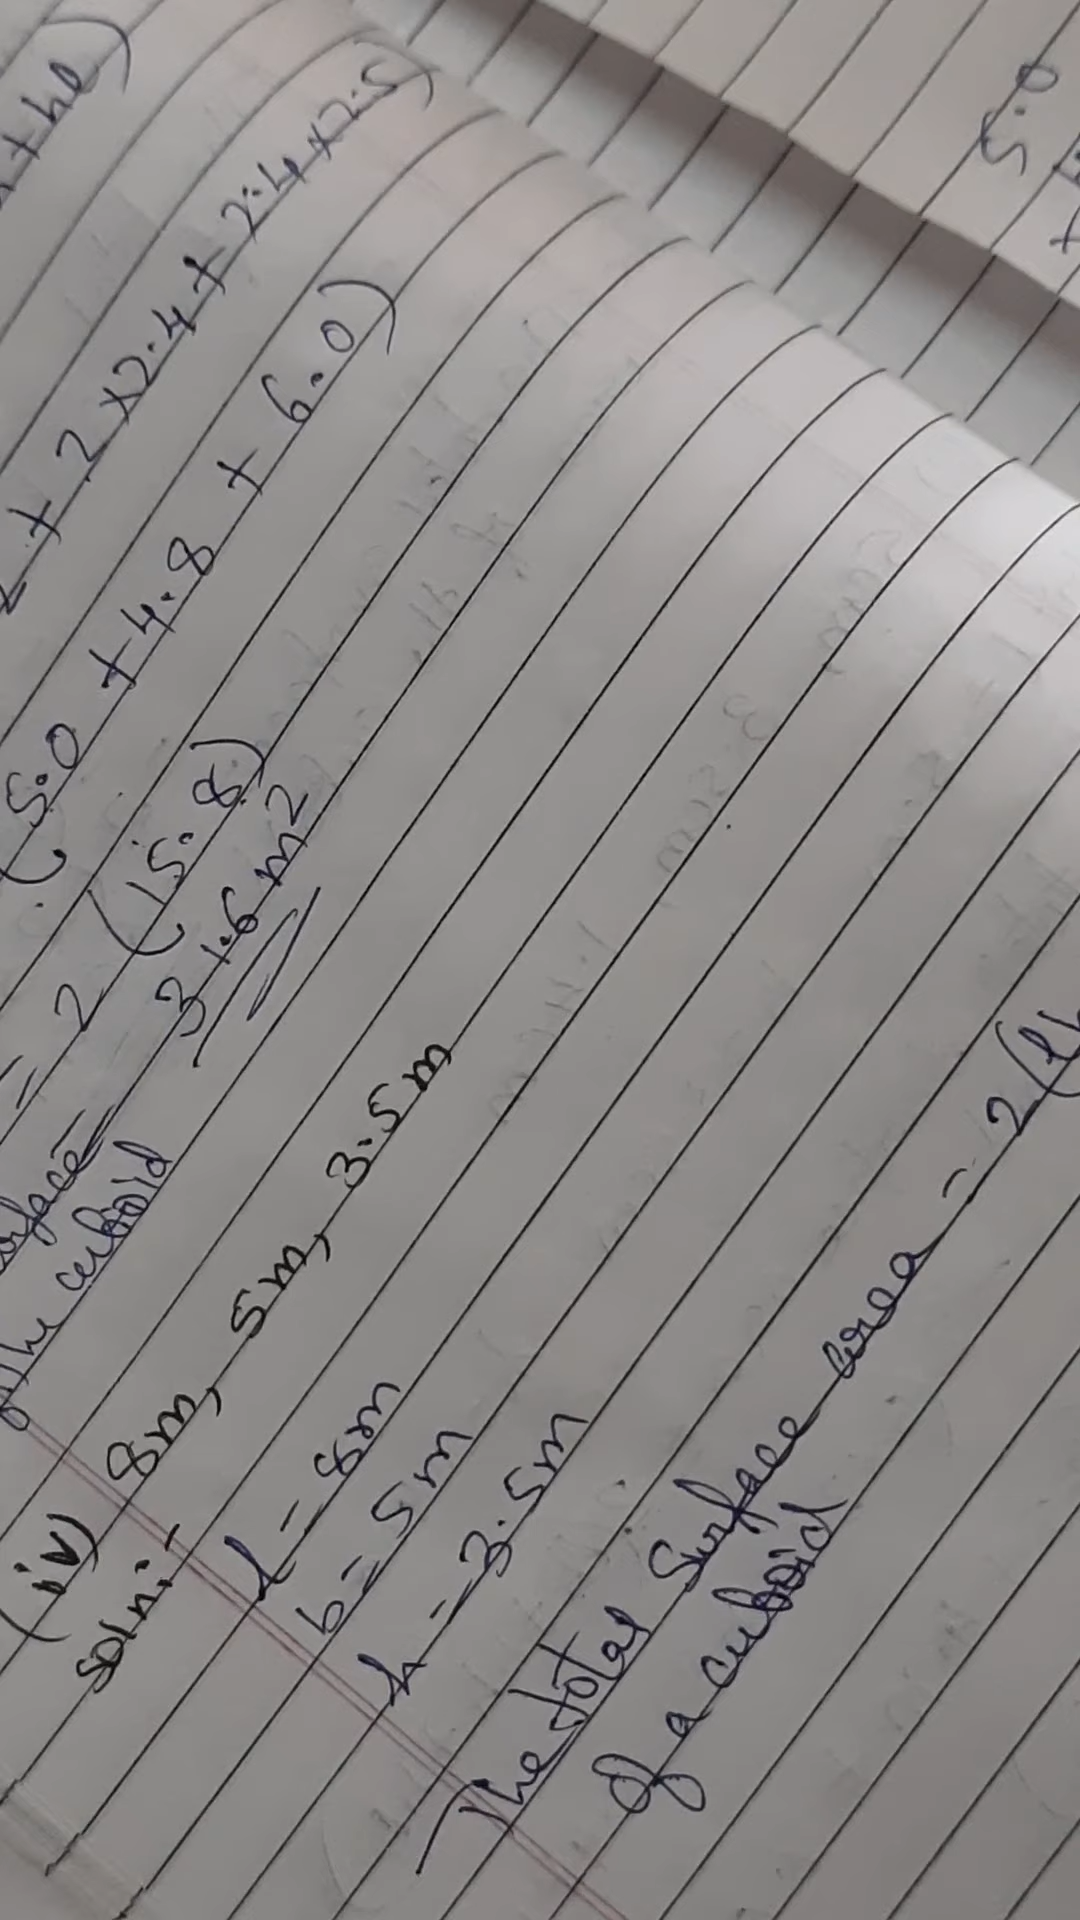 + hl)
+ 2 × 2.4 + 2.4 × 2.5)
(5.0 + 4.8 + 6.0)
= 2 (15.8)
= 31.6 m²
the cuboid
(iv) 8m, 5m, 3.5m
soln:-
l = 8m
b = 5m
h = 3.5m
The total surface area = 2(lb
of a cuboid
0.5